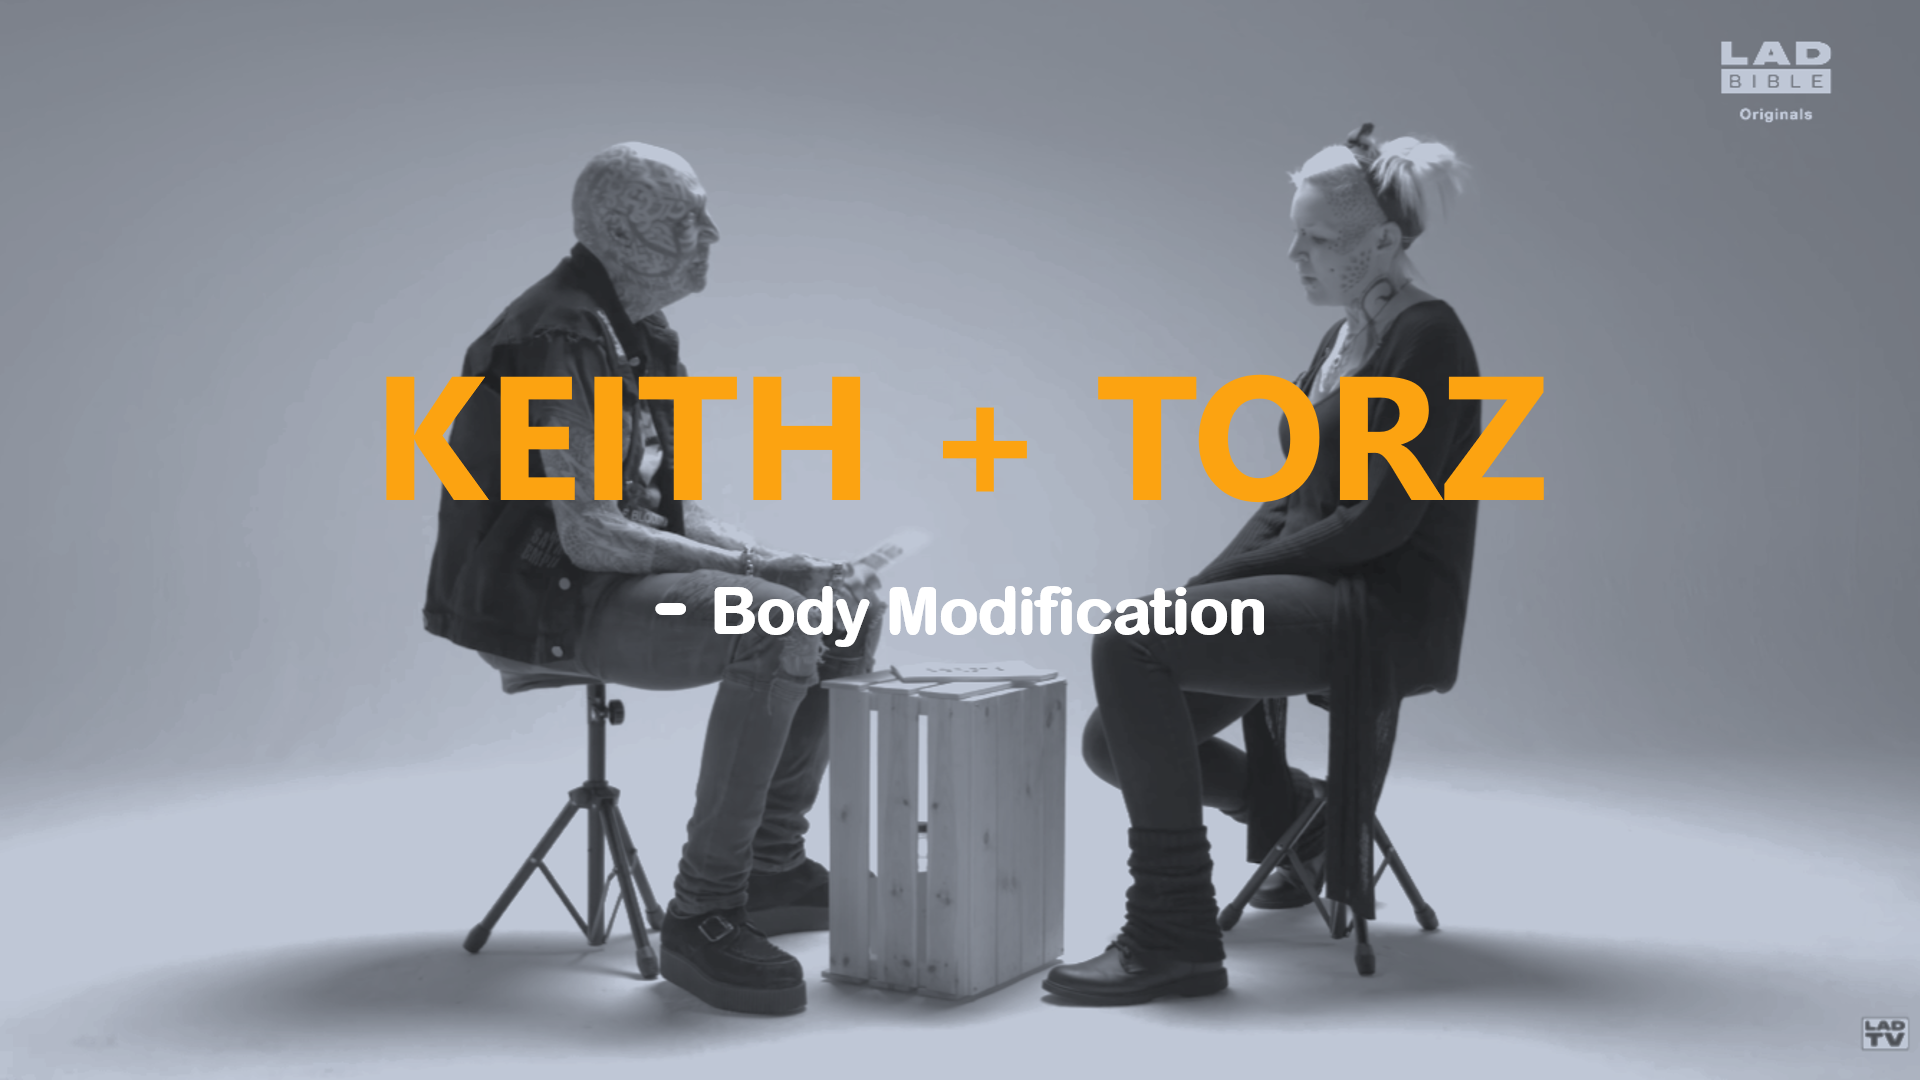 LAD
BIBLE
Originals
KEITH + TORZ
- Body Modification
LAD
TV